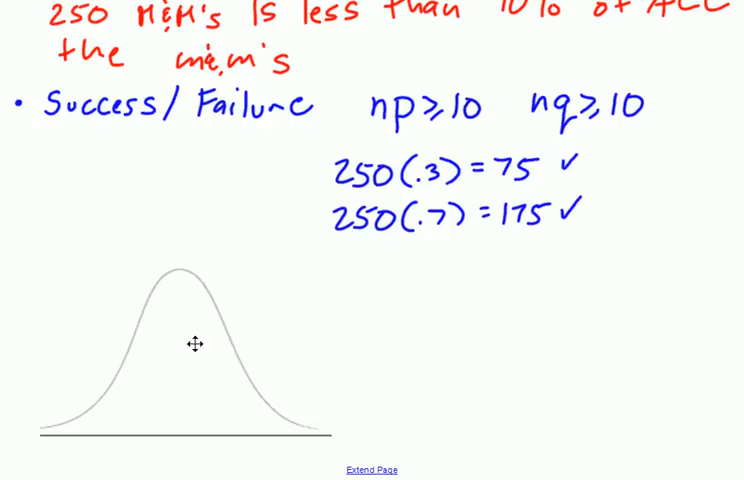 250 M&M's is less than 10% of ALL
the m&m's
• Success/Failure np≥10 nq≥10
250(.3)=75 ✓
250(.7)=175 ✓
Extend Page